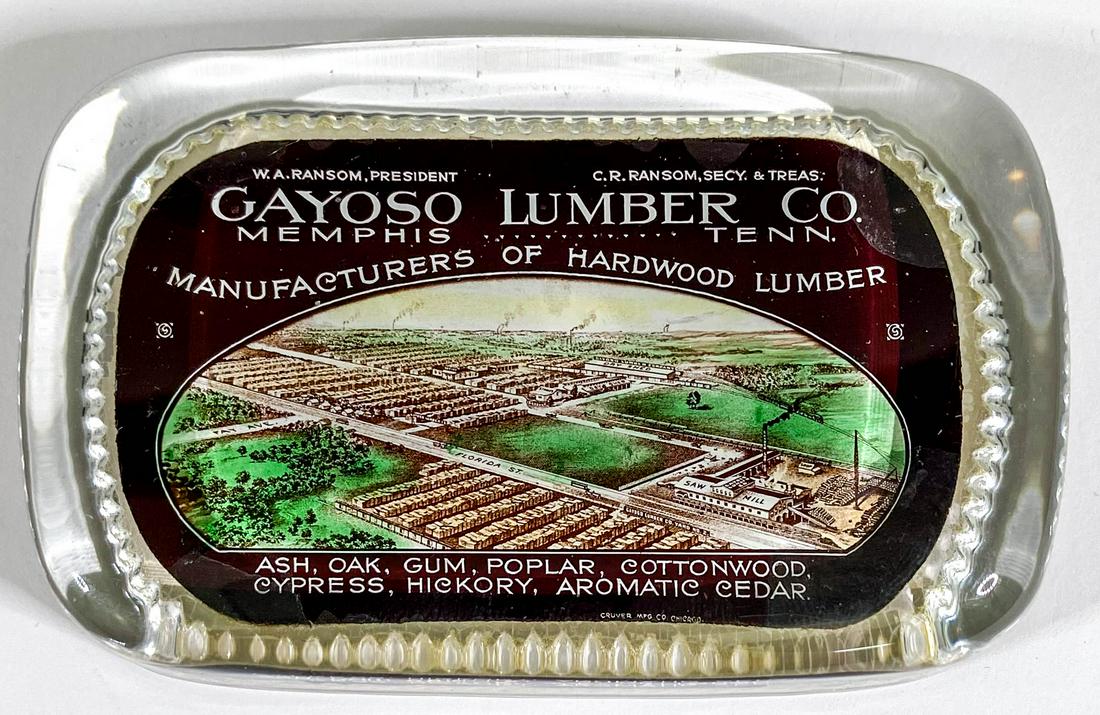 W.A.RANSOM, PRESIDENT C.R.RANSOM, SECY. & TREAS.
GAYOSO LUMBER CO.
MEMPHIS TENN.
MANUFACTURERS OF HARDWOOD LUMBER
FLORIDA ST.
SAW MILL
ASH, OAK, GUM, POPLAR, COTTONWOOD,
CYPRESS, HICKORY, AROMATIC CEDAR.
CRUVER MFG CO CHICAGO.